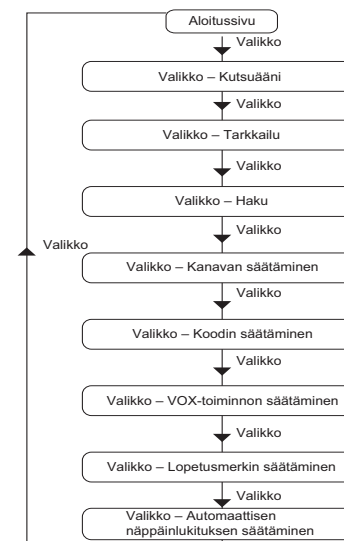 Aloitussivu
Valikko
Valikko – Kutsuääni
Valikko
Valikko – Tarkkailu
Valikko
Valikko – Haku
Valikko
Valikko
Valikko – Kanavan säätäminen
Valikko
Valikko – Koodin säätäminen
Valikko
Valikko – VOX-toiminnon säätäminen
Valikko
Valikko – Lopetusmerkin säätäminen
Valikko
Valikko – Automaattisen
näppäinlukituksen säätäminen